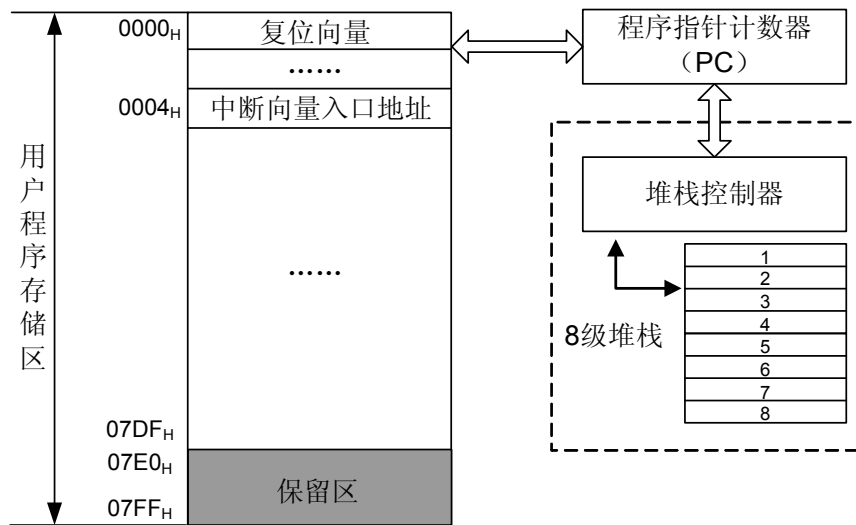 0000H
复位向量
……
0004H
中断向量入口地址
用户程序存储区
……
07DFH
07E0H
保留区
07FFH
程序指针计数器
（PC）
堆栈控制器
8级堆栈
1
2
3
4
5
6
7
8